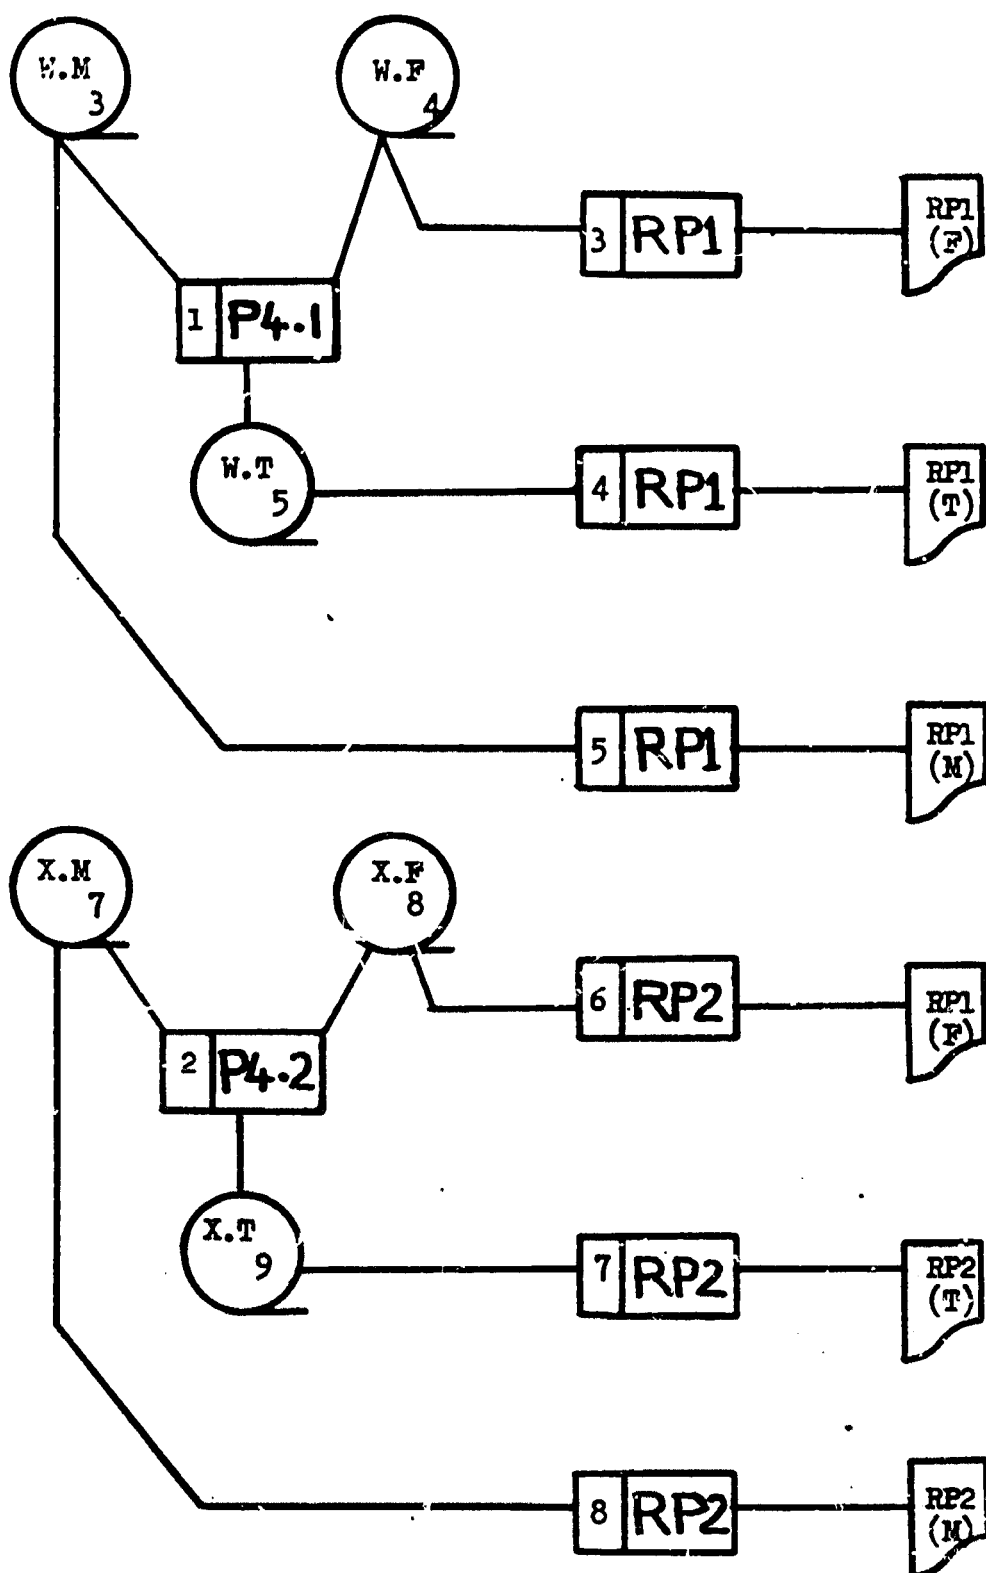 W.M
3
W.F
4
3 RP1
RP1
(F)
1 P4.1
W.T
5
4 RP1
RP1
(T)
5 RP1
RP1
(M)
X.M
7
X.F
8
6 RP2
RP1
(F)
2 P4.2
X.T
9
7 RP2
RP2
(T)
8 RP2
RP2
(M)